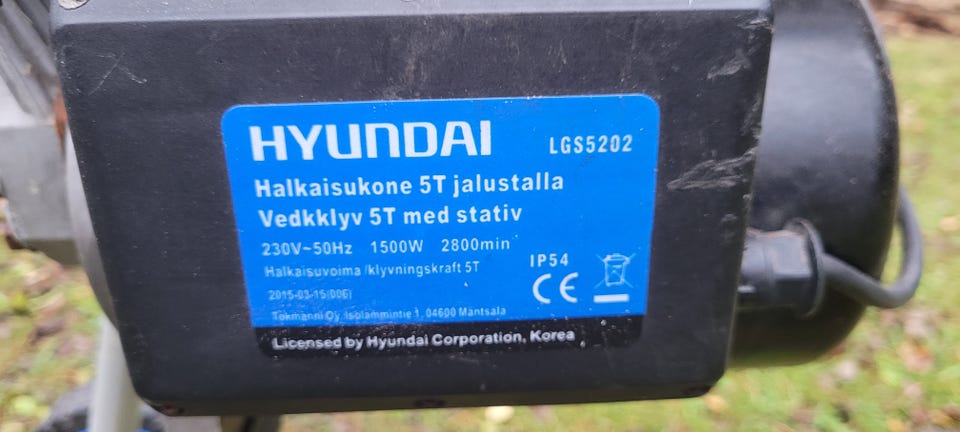 HYUNDAI
LGS5202
Halkaisukone 5T jalustalla
Vedkklyv 5T med stativ
230V~50Hz 1500W 2800min⁻
Halkaisuvoima /klyvningskraft 5T
IP54
CE
2015-03-15(006)
Tokmanni Oy, Isolammintie 1, 04600 Mäntsälä
Licensed by Hyundai Corporation, Korea